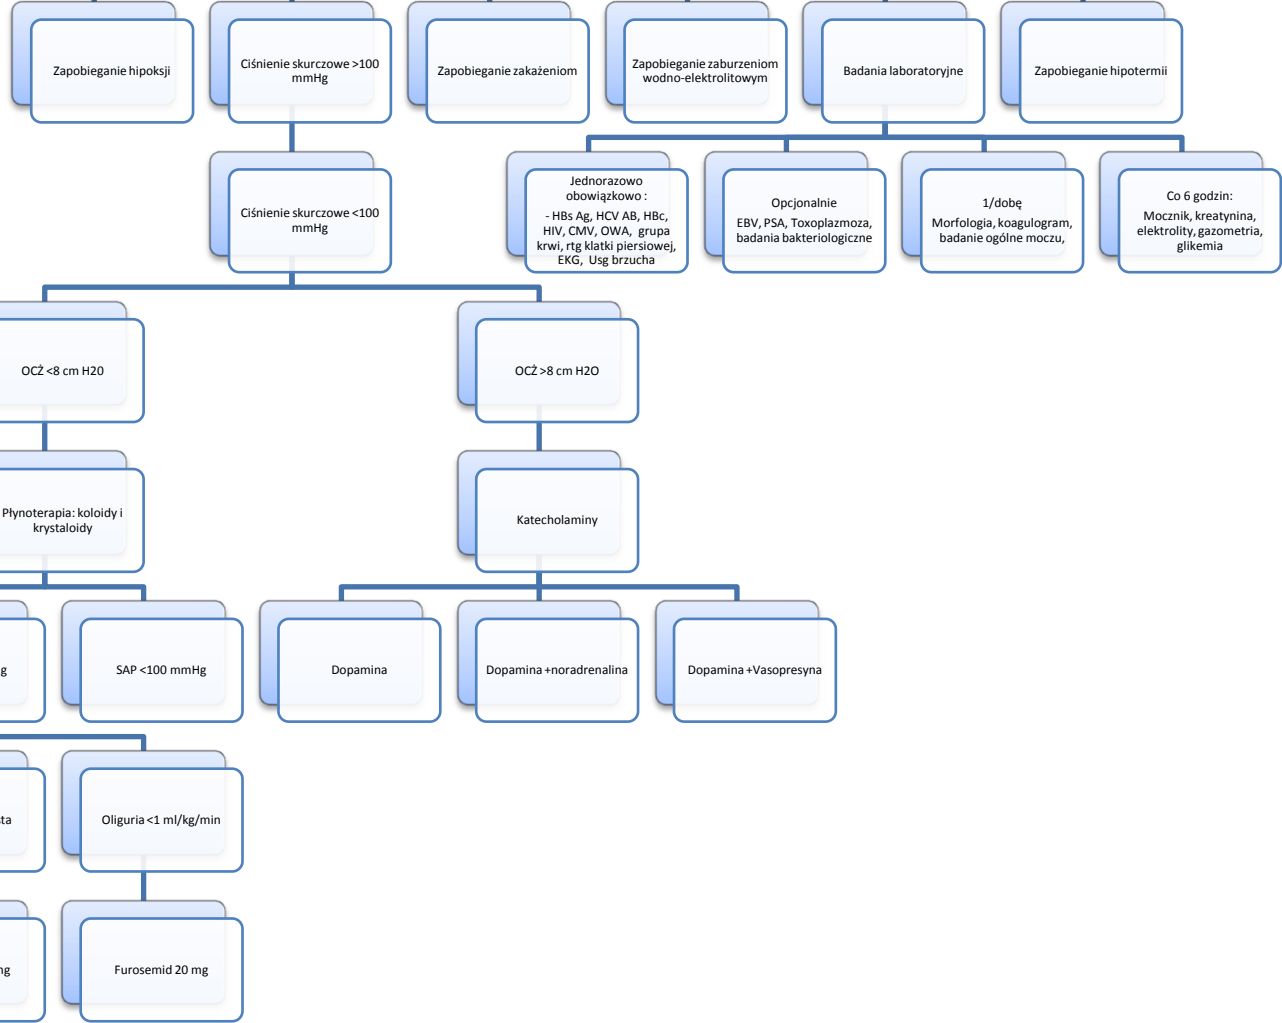 Zapobieganie hipoksji
Ciśnienie skurczowe >100
mmHg
Zapobieganie zakażeniom
Zapobieganie zaburzeniom
wodno-elektrolitowym
Badania laboratoryjne
Zapobieganie hipotermii
Ciśnienie skurczowe <100
mmHg
Jednorazowo
obowiązkowo :
- HBs Ag, HCV AB, HBc,
HIV, CMV, OWA, grupa
krwi, rtg klatki piersiowej,
EKG, Usg brzucha
Opcjonalnie
EBV, PSA, Toxoplazmoza,
badania bakteriologiczne
1/dobę
Morfologia, koagulogram,
badanie ogólne moczu,
Co 6 godzin:
Mocznik, kreatynina,
elektrolity, gazometria,
glikemia
OCŻ <8 cm H20
OCŻ >8 cm H2O
Płynoterapia: koloidy i
krystaloidy
Katecholaminy
g
SAP <100 mmHg
Dopamina
Dopamina +noradrenalina
Dopamina +Vasopresyna
sta
Oliguria <1 ml/kg/min
mg
Furosemid 20 mg